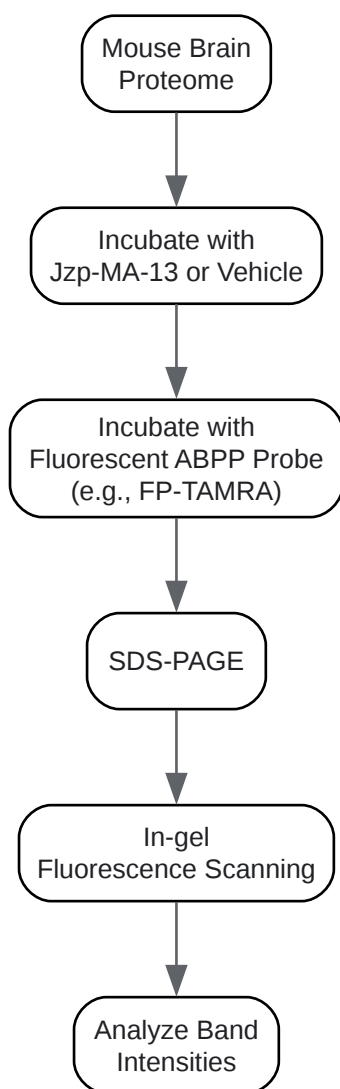 Mouse Brain
Proteome
Incubate with
Jzp-MA-13 or Vehicle
Incubate with
Fluorescent ABPP Probe
(e.g., FP-TAMRA)
SDS-PAGE
In-gel
Fluorescence Scanning
Analyze Band
Intensities